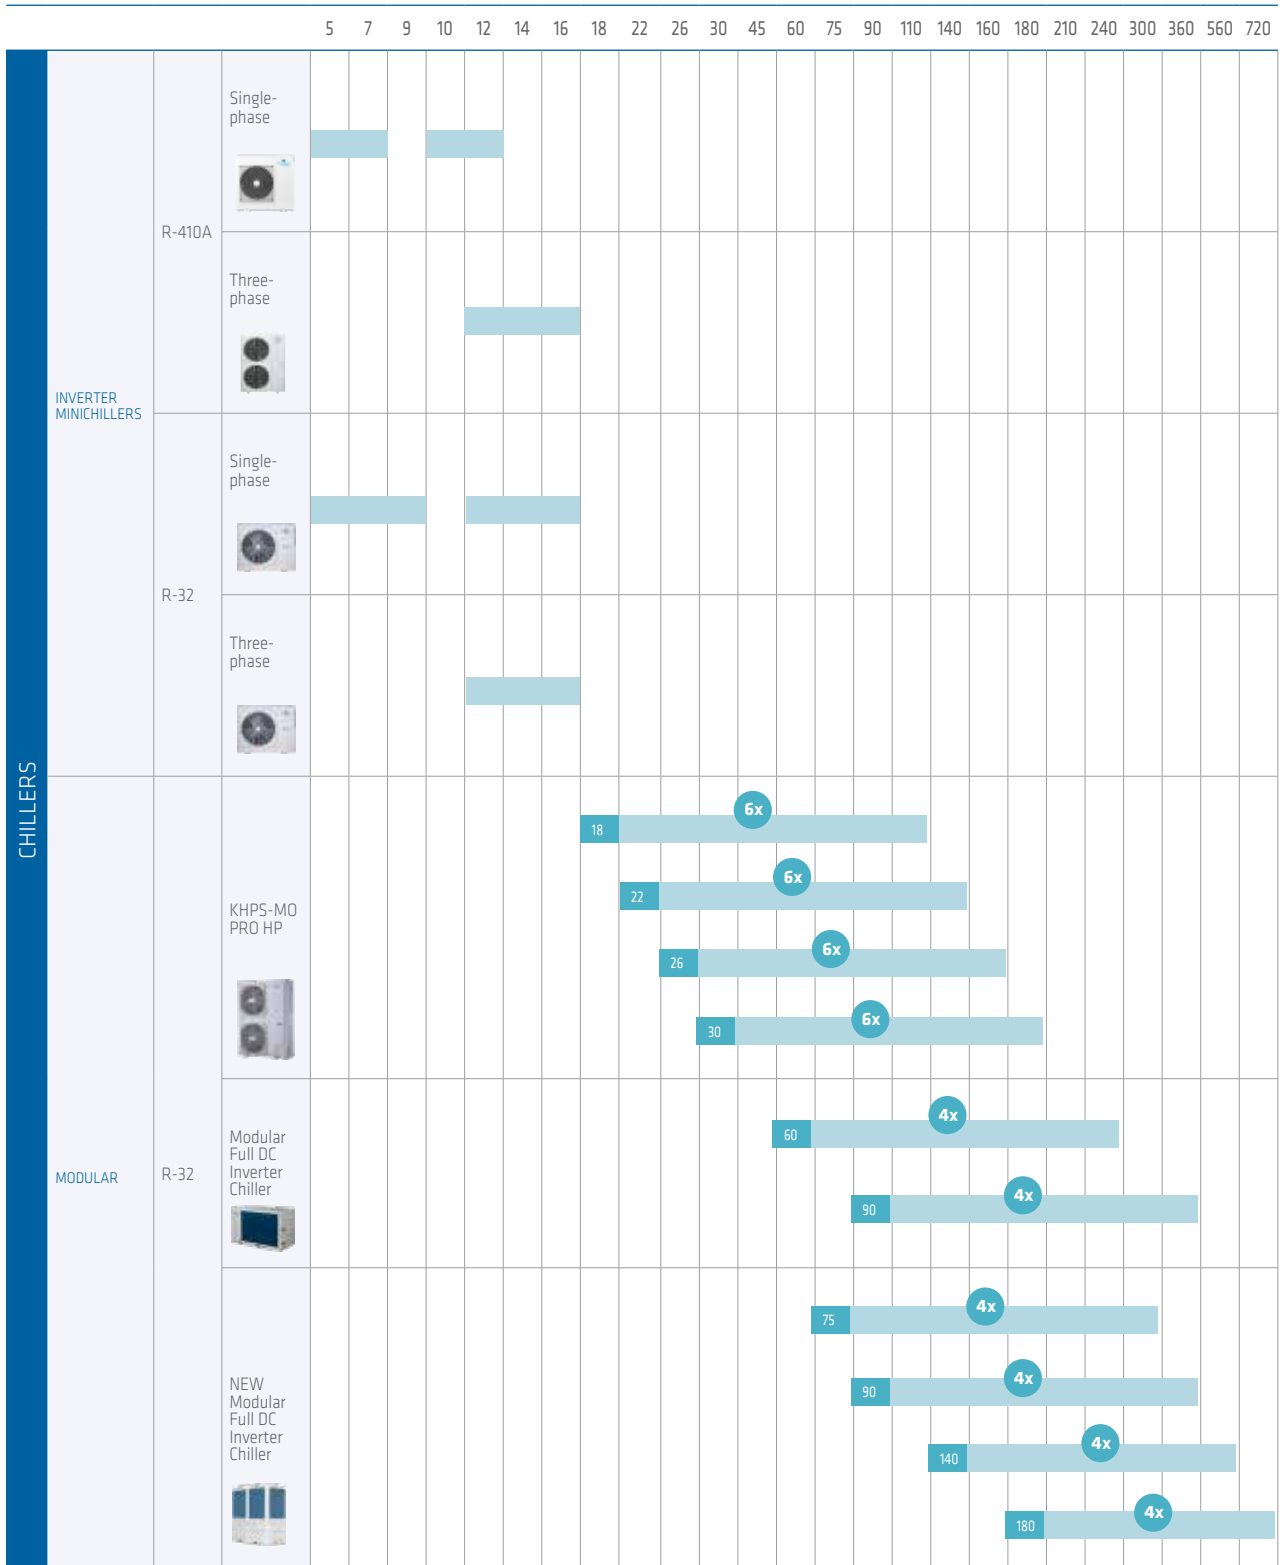 5 7 9 10 12 14 16 18 22 26 30 45 60 75 90 110 140 160 180 210 240 300 360 560 720
CHILLERS
INVERTER
MINICHILLERS
R-410A
Single-
phase
Three-
phase
R-32
Single-
phase
Three-
phase
MODULAR
R-32
KHPS-MO
PRO HP
6x
18
6x
22
6x
26
6x
30
Modular
Full DC
Inverter
Chiller
4x
60
4x
90
NEW
Modular
Full DC
Inverter
Chiller
4x
75
4x
90
4x
140
4x
180